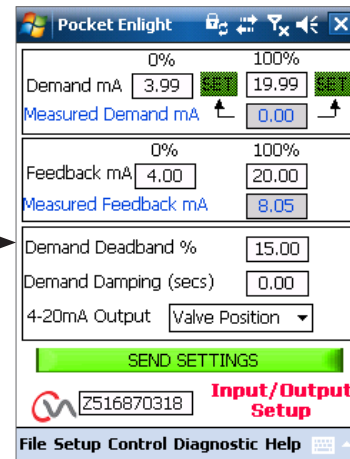 Pocket Enlight
0% 100%
Demand mA 3.99 SET 19.99 SET
Measured Demand mA 0.00
0% 100%
Feedback mA 4.00 20.00
Measured Feedback mA 8.05
Demand Deadband % 15.00
Demand Damping (secs) 0.00
4-20mA Output Valve Position
SEND SETTINGS
Z516870318 Input/Output
Setup
File Setup Control Diagnostic Help